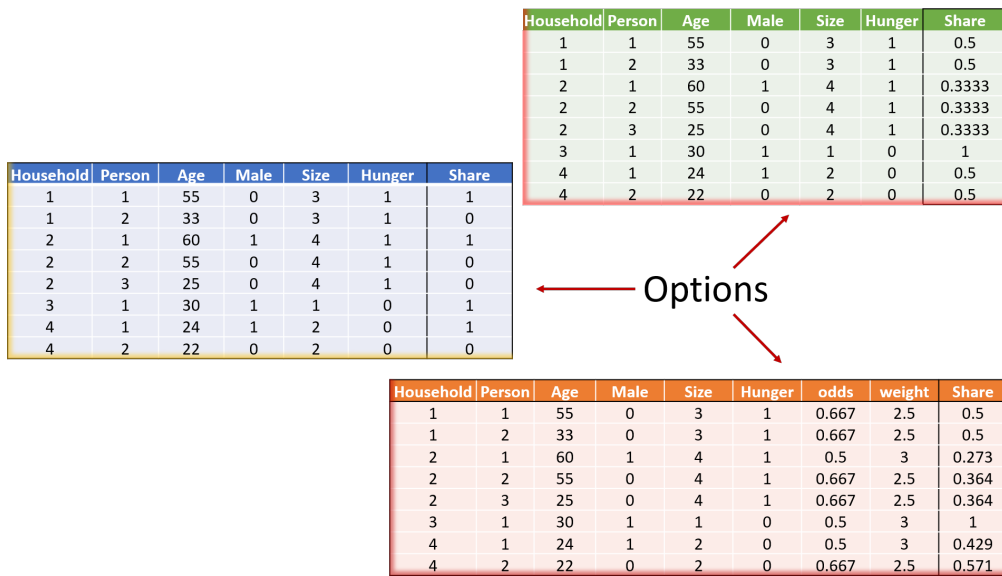 Household Person Age Male Size Hunger Share
1 1 55 0 3 1 0.5
1 2 33 0 3 1 0.5
2 1 60 1 4 1 0.3333
2 2 55 0 4 1 0.3333
2 3 25 0 4 1 0.3333
3 1 30 1 1 0 1
4 1 24 1 2 0 0.5
4 2 22 0 2 0 0.5
Household Person Age Male Size Hunger Share
1 1 55 0 3 1 1
1 2 33 0 3 1 0
2 1 60 1 4 1 1
2 2 55 0 4 1 0
2 3 25 0 4 1 0
3 1 30 1 1 0 1
4 1 24 1 2 0 1
4 2 22 0 2 0 0
Options
Household Person Age Male Size Hunger odds weight Share
1 1 55 0 3 1 0.667 2.5 0.5
1 2 33 0 3 1 0.667 2.5 0.5
2 1 60 1 4 1 0.5 3 0.273
2 2 55 0 4 1 0.667 2.5 0.364
2 3 25 0 4 1 0.667 2.5 0.364
3 1 30 1 1 0 0.5 3 1
4 1 24 1 2 0 0.5 3 0.429
4 2 22 0 2 0 0.667 2.5 0.571